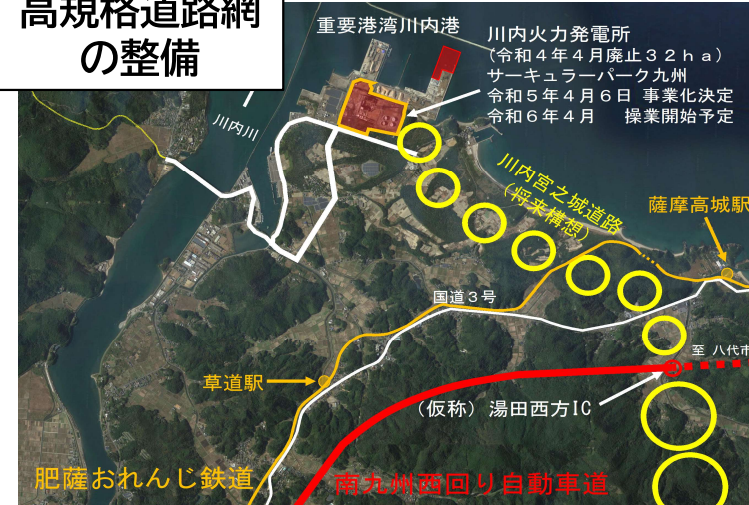 高規格道路網
の整備
重要港湾川内港
川内火力発電所
(令和４年４月廃止３２ｈａ)
サーキュラーパーク九州
令和５年４月６日 事業化決定
令和６年４月 操業開始予定
川内川
川内宮之城道路
(将来構想)
薩摩高城駅
国道３号
至 八代市
草道駅
(仮称) 湯田西方IC
肥薩おれんじ鉄道
南九州西回り自動車道